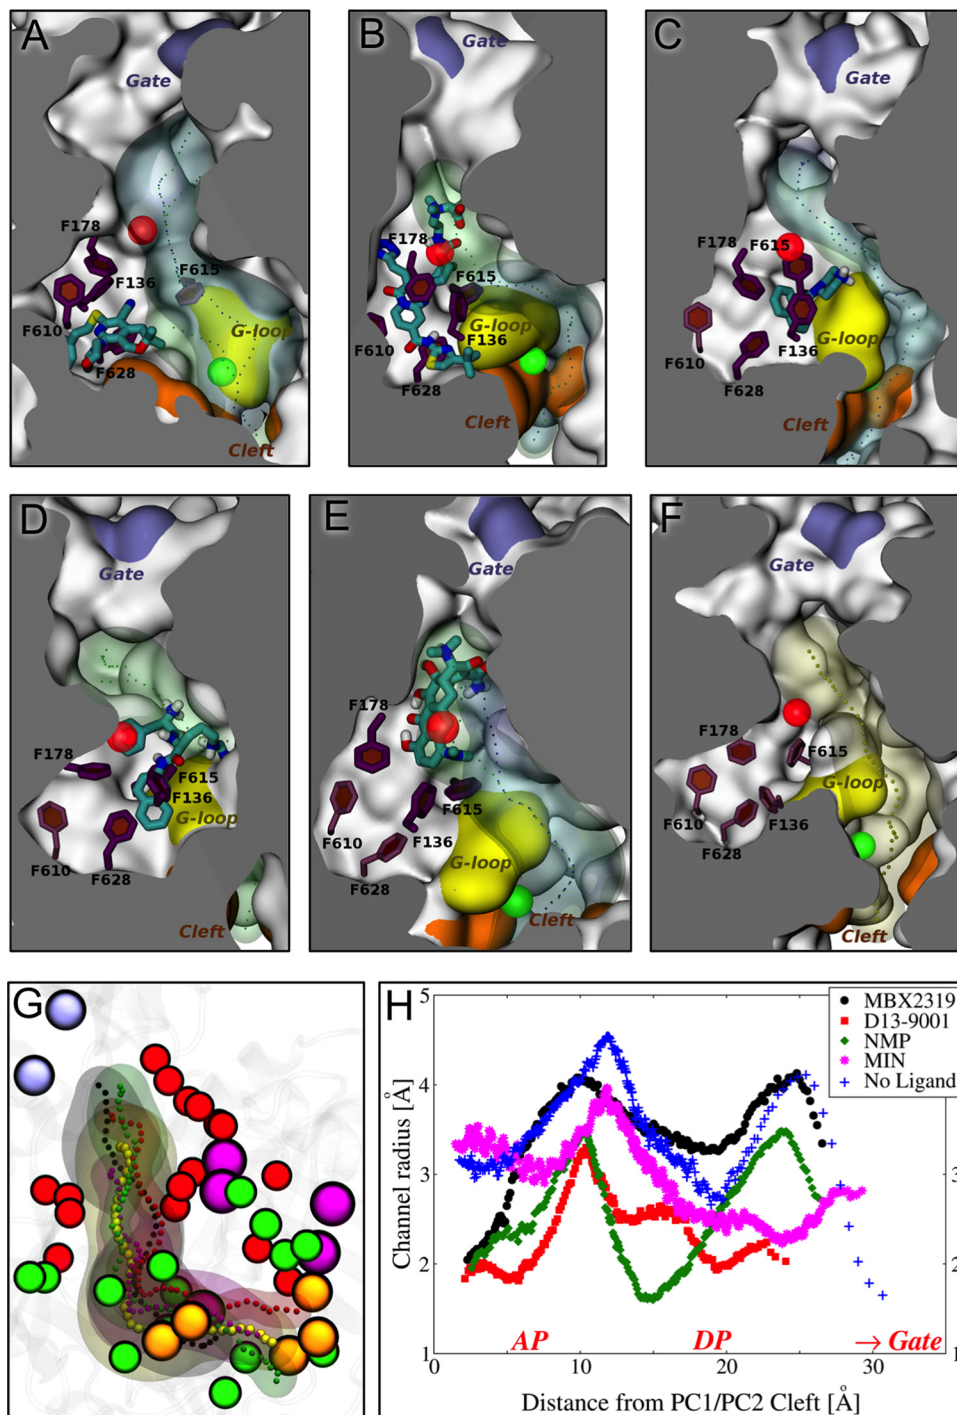 A
Gate
F178
F136
F615
F610
G-loop
F628
Cleft
B
Gate
F178
F615
F610
F136
G-loop
F628
Cleft
C
Gate
F178
F615
F610
F136
G-loop
F628
Cleft
D
Gate
F178
F615
F136
G-loop
F610
F628
Cleft
E
Gate
F178
F615
F610
F136
G-loop
F628
Cleft
F
Gate
F178
F615
G-loop
F610
F136
F628
Cleft
G
H
MBX2319
D13-9001
NMP
MIN
No Ligand
Channel radius [Å]
5
4
3
2
1
3
2
1
AP
DP
→ Gate
0 10 20 30
Distance from PC1/PC2 Cleft [Å]